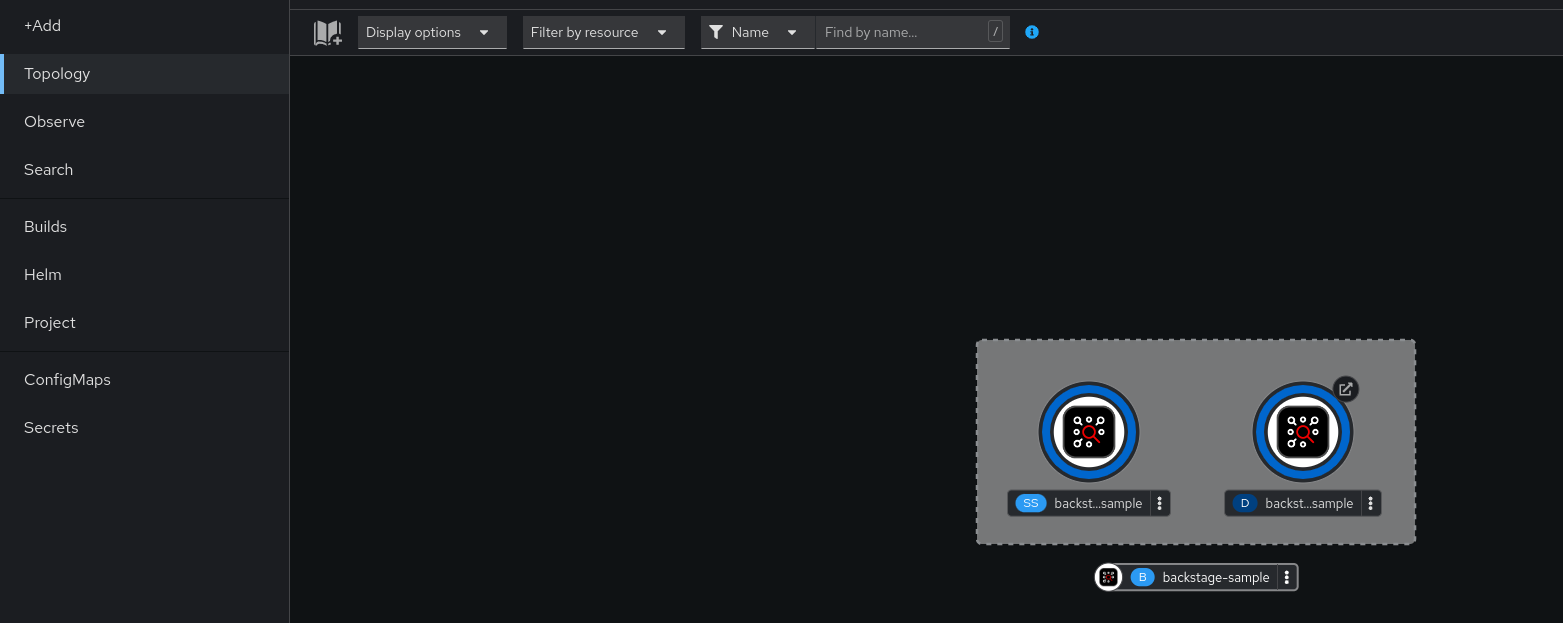 +Add
Topology
Observe
Search
Builds
Helm
Project
ConfigMaps
Secrets
Display options
Filter by resource
Name
Find by name...
/
i
SS backst...sample
D backst...sample
B backstage-sample